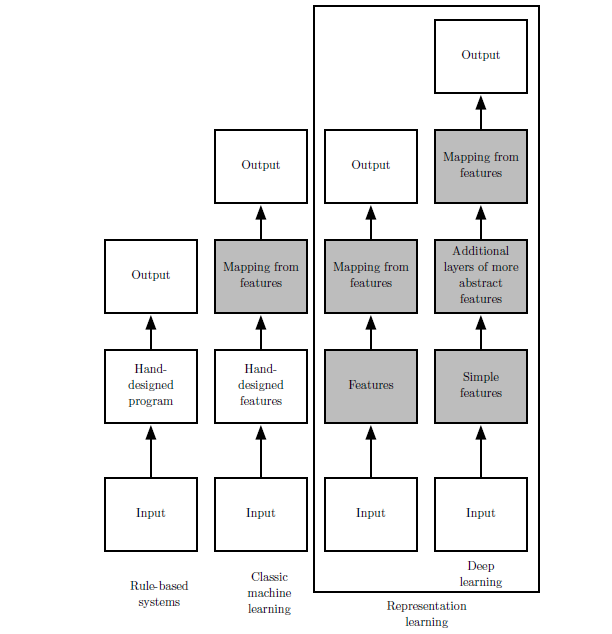 Output
Mapping from
features
Output
Output
Additional
layers of more
abstract
features
Mapping from
features
Mapping from
features
Output
Simple
features
Features
Hand-
designed
features
Hand-
designed
program
Input
Input
Input
Input
Rule-based
systems
Classic
machine
learning
Deep
learning
Representation
learning